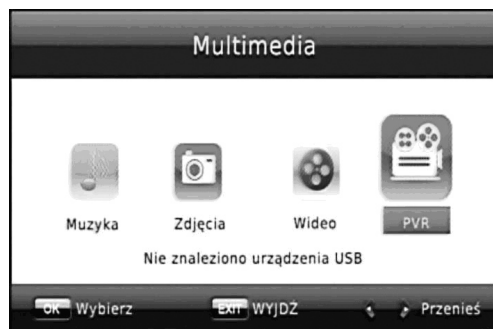 Multimedia
Muzyka Zdjęcia Wideo PVR
Nie znaleziono urządzenia USB
OK Wybierz EXIT WYJDŹ Przenieś